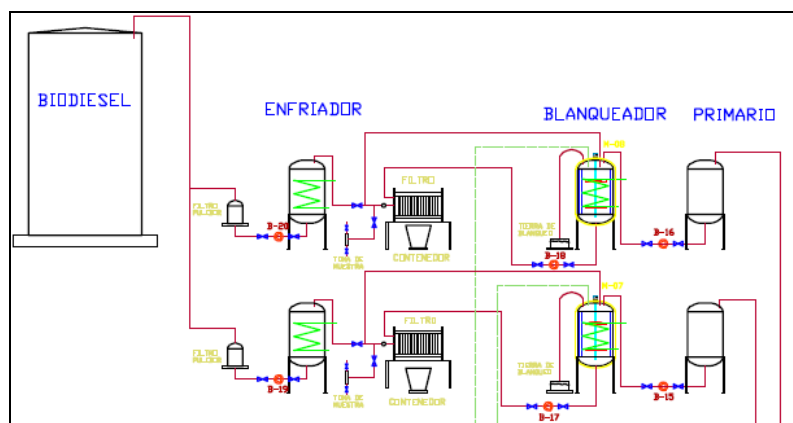 BIODIESEL
ENFRIADOR
BLANQUEADOR
PRIMARIO
FILTRO
PULIDOR
B-20
TOMA DE
MUESTRA
FILTRO
CONTENEDOR
TIERRA DE
BLANQUEO
B-18
B-16
FILTRO
PULIDOR
B-19
TOMA DE
MUESTRA
FILTRO
CONTENEDOR
TIERRA DE
BLANQUEO
M-07
B-17
B-15